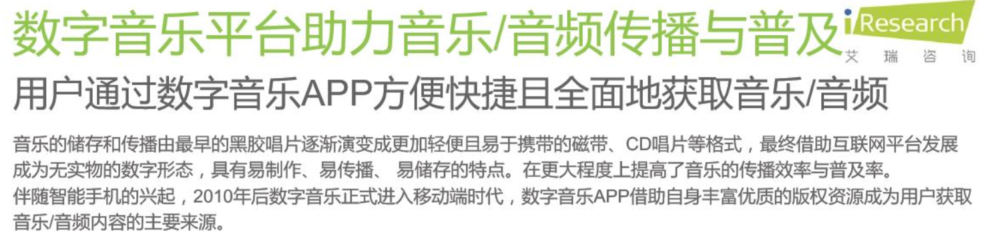 数字音乐平台助力音乐/音频传播与普及
iResearch
艾瑞咨询
用户通过数字音乐APP方便快捷且全面地获取音乐/音频
音乐的储存和传播由最早的黑胶唱片逐渐演变成更加轻便且易于携带的磁带、CD唱片等格式，最终借助互联网平台发展
成为无实物的数字形态，具有易制作、易传播、 易储存的特点。在更大程度上提高了音乐的传播效率与普及率。
伴随智能手机的兴起，2010年后数字音乐正式进入移动端时代，数字音乐APP借助自身丰富优质的版权资源成为用户获取
音乐/音频内容的主要来源。